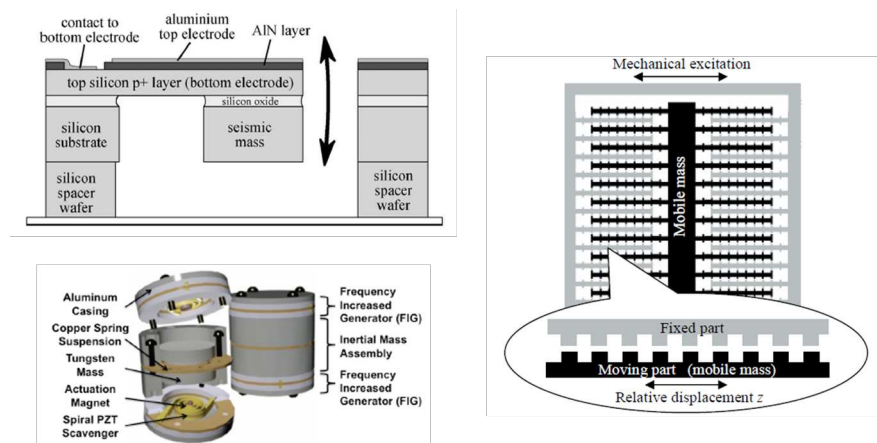 contact to
bottom electrode
aluminium
top electrode
AlN layer
top silicon p+ layer (bottom electrode)
silicon oxide
silicon
substrate
seismic
mass
silicon
spacer
wafer
silicon
spacer
wafer
Aluminum
Casing
Copper Spring
Suspension
Tungsten
Mass
Actuation
Magnet
Spiral PZT
Scavenger
Frequency
Increased
Generator (FIG)
Inertial Mass
Assembly
Frequency
Increased
Generator (FIG)
Mechanical excitation
Mobile mass
Fixed part
Moving part (mobile mass)
Relative displacement z